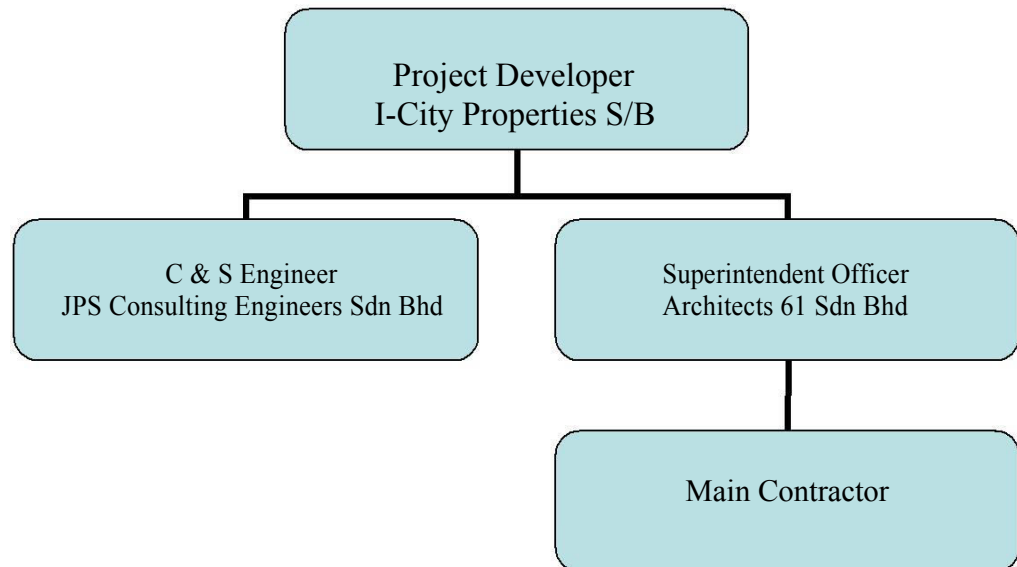 Project Developer
I-City Properties S/B
C & S Engineer
JPS Consulting Engineers Sdn Bhd
Superintendent Officer
Architects 61 Sdn Bhd
Main Contractor